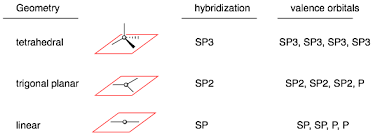 Geometry hybridization valence orbitals
tetrahedral SP3 SP3, SP3, SP3, SP3
trigonal planar SP2 SP2, SP2, SP2, P
linear SP SP, SP, P, P